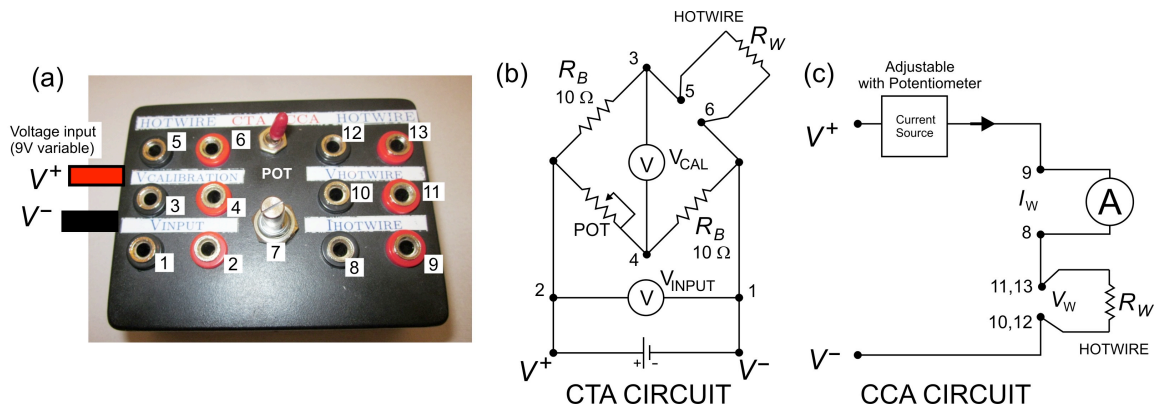 (a)
Voltage input
(9V variable)
V+
V−
HOTWIRE CTA CCA HOTWIRE
5 6 12 13
POT
VCALIBRATION VHOTWIRE
3 4 10 11
VINPUT IHOTWIRE
1 2 7 8 9
(b)
HOTWIRE
RW
3
5
RB
10 Ω
6
V
VCAL
POT
RB
10 Ω
4
VINPUT
2 V 1
+ −
V+ V−
CTA CIRCUIT
(c)
Adjustable
with Potentiometer
Current
Source
V+
9
IW A
8
11,13
VW RW
10,12
HOTWIRE
V−
CCA CIRCUIT